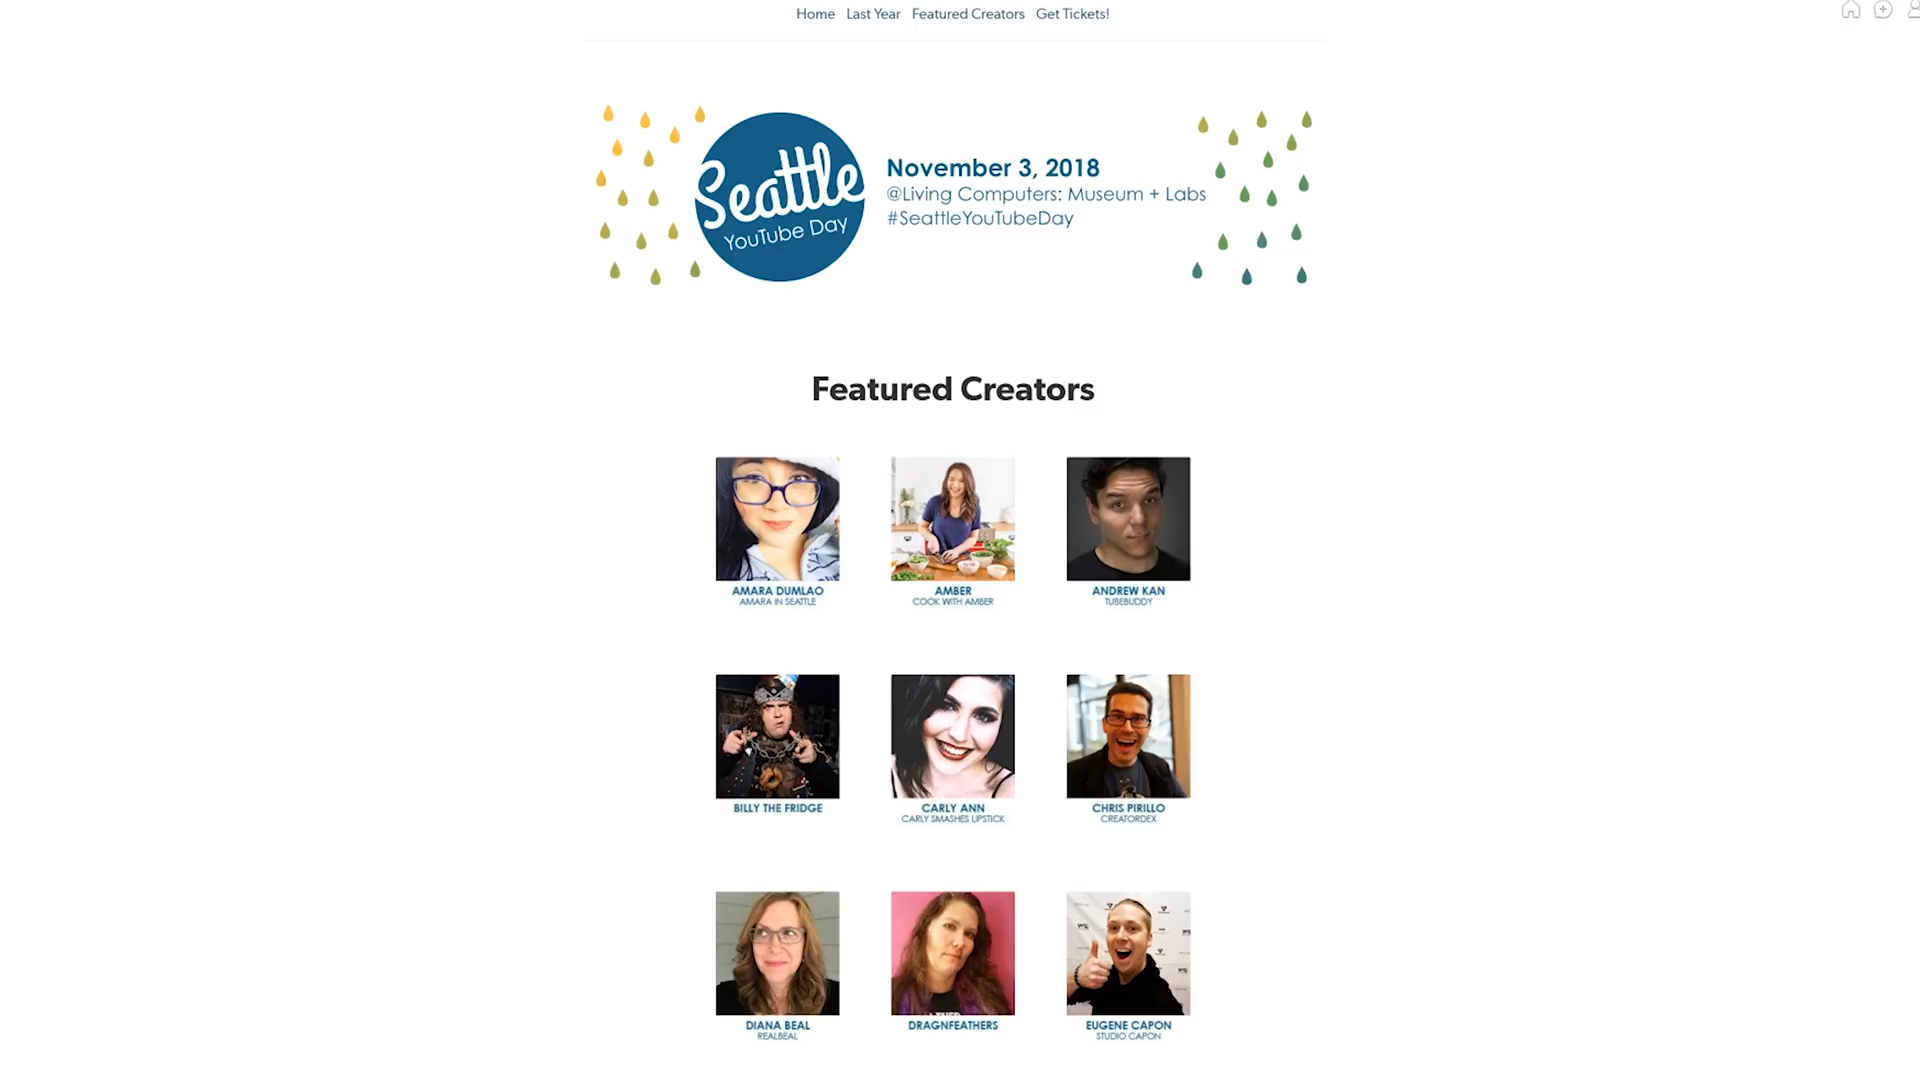 Home Last Year Featured Creators Get Tickets!
Seattle
YouTube Day
November 3, 2018
@Living Computers: Museum + Labs
#SeattleYouTubeDay
Featured Creators
AMARA DUMLAO
AMARA IN SEATTLE
AMBER
COOK WITH AMBER
ANDREW KAN
TUBEBUDDY
BILLY THE FRIDGE
CARLY ANN
CARLY SMASHES LIPSTICK
CHRIS PIRILLO
CREATORDEX
DIANA BEAL
REALBEAL
DRAGNFEATHERS
EUGENE CAPON
STUDIO CAPON